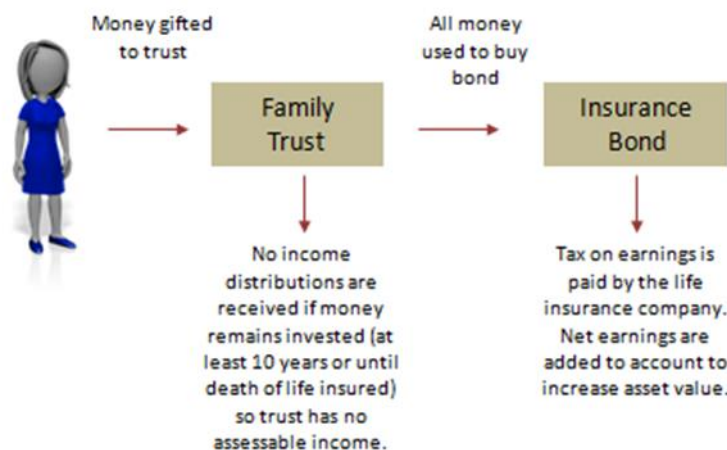 Money gifted
to trust
All money
used to buy
bond
Family
Trust
Insurance
Bond
No income
distributions are
received if money
remains invested (at
least 10 years or until
death of life insured)
so trust has no
assessable income.
Tax on earnings is
paid by the life
insurance company.
Net earnings are
added to account to
increase asset value.